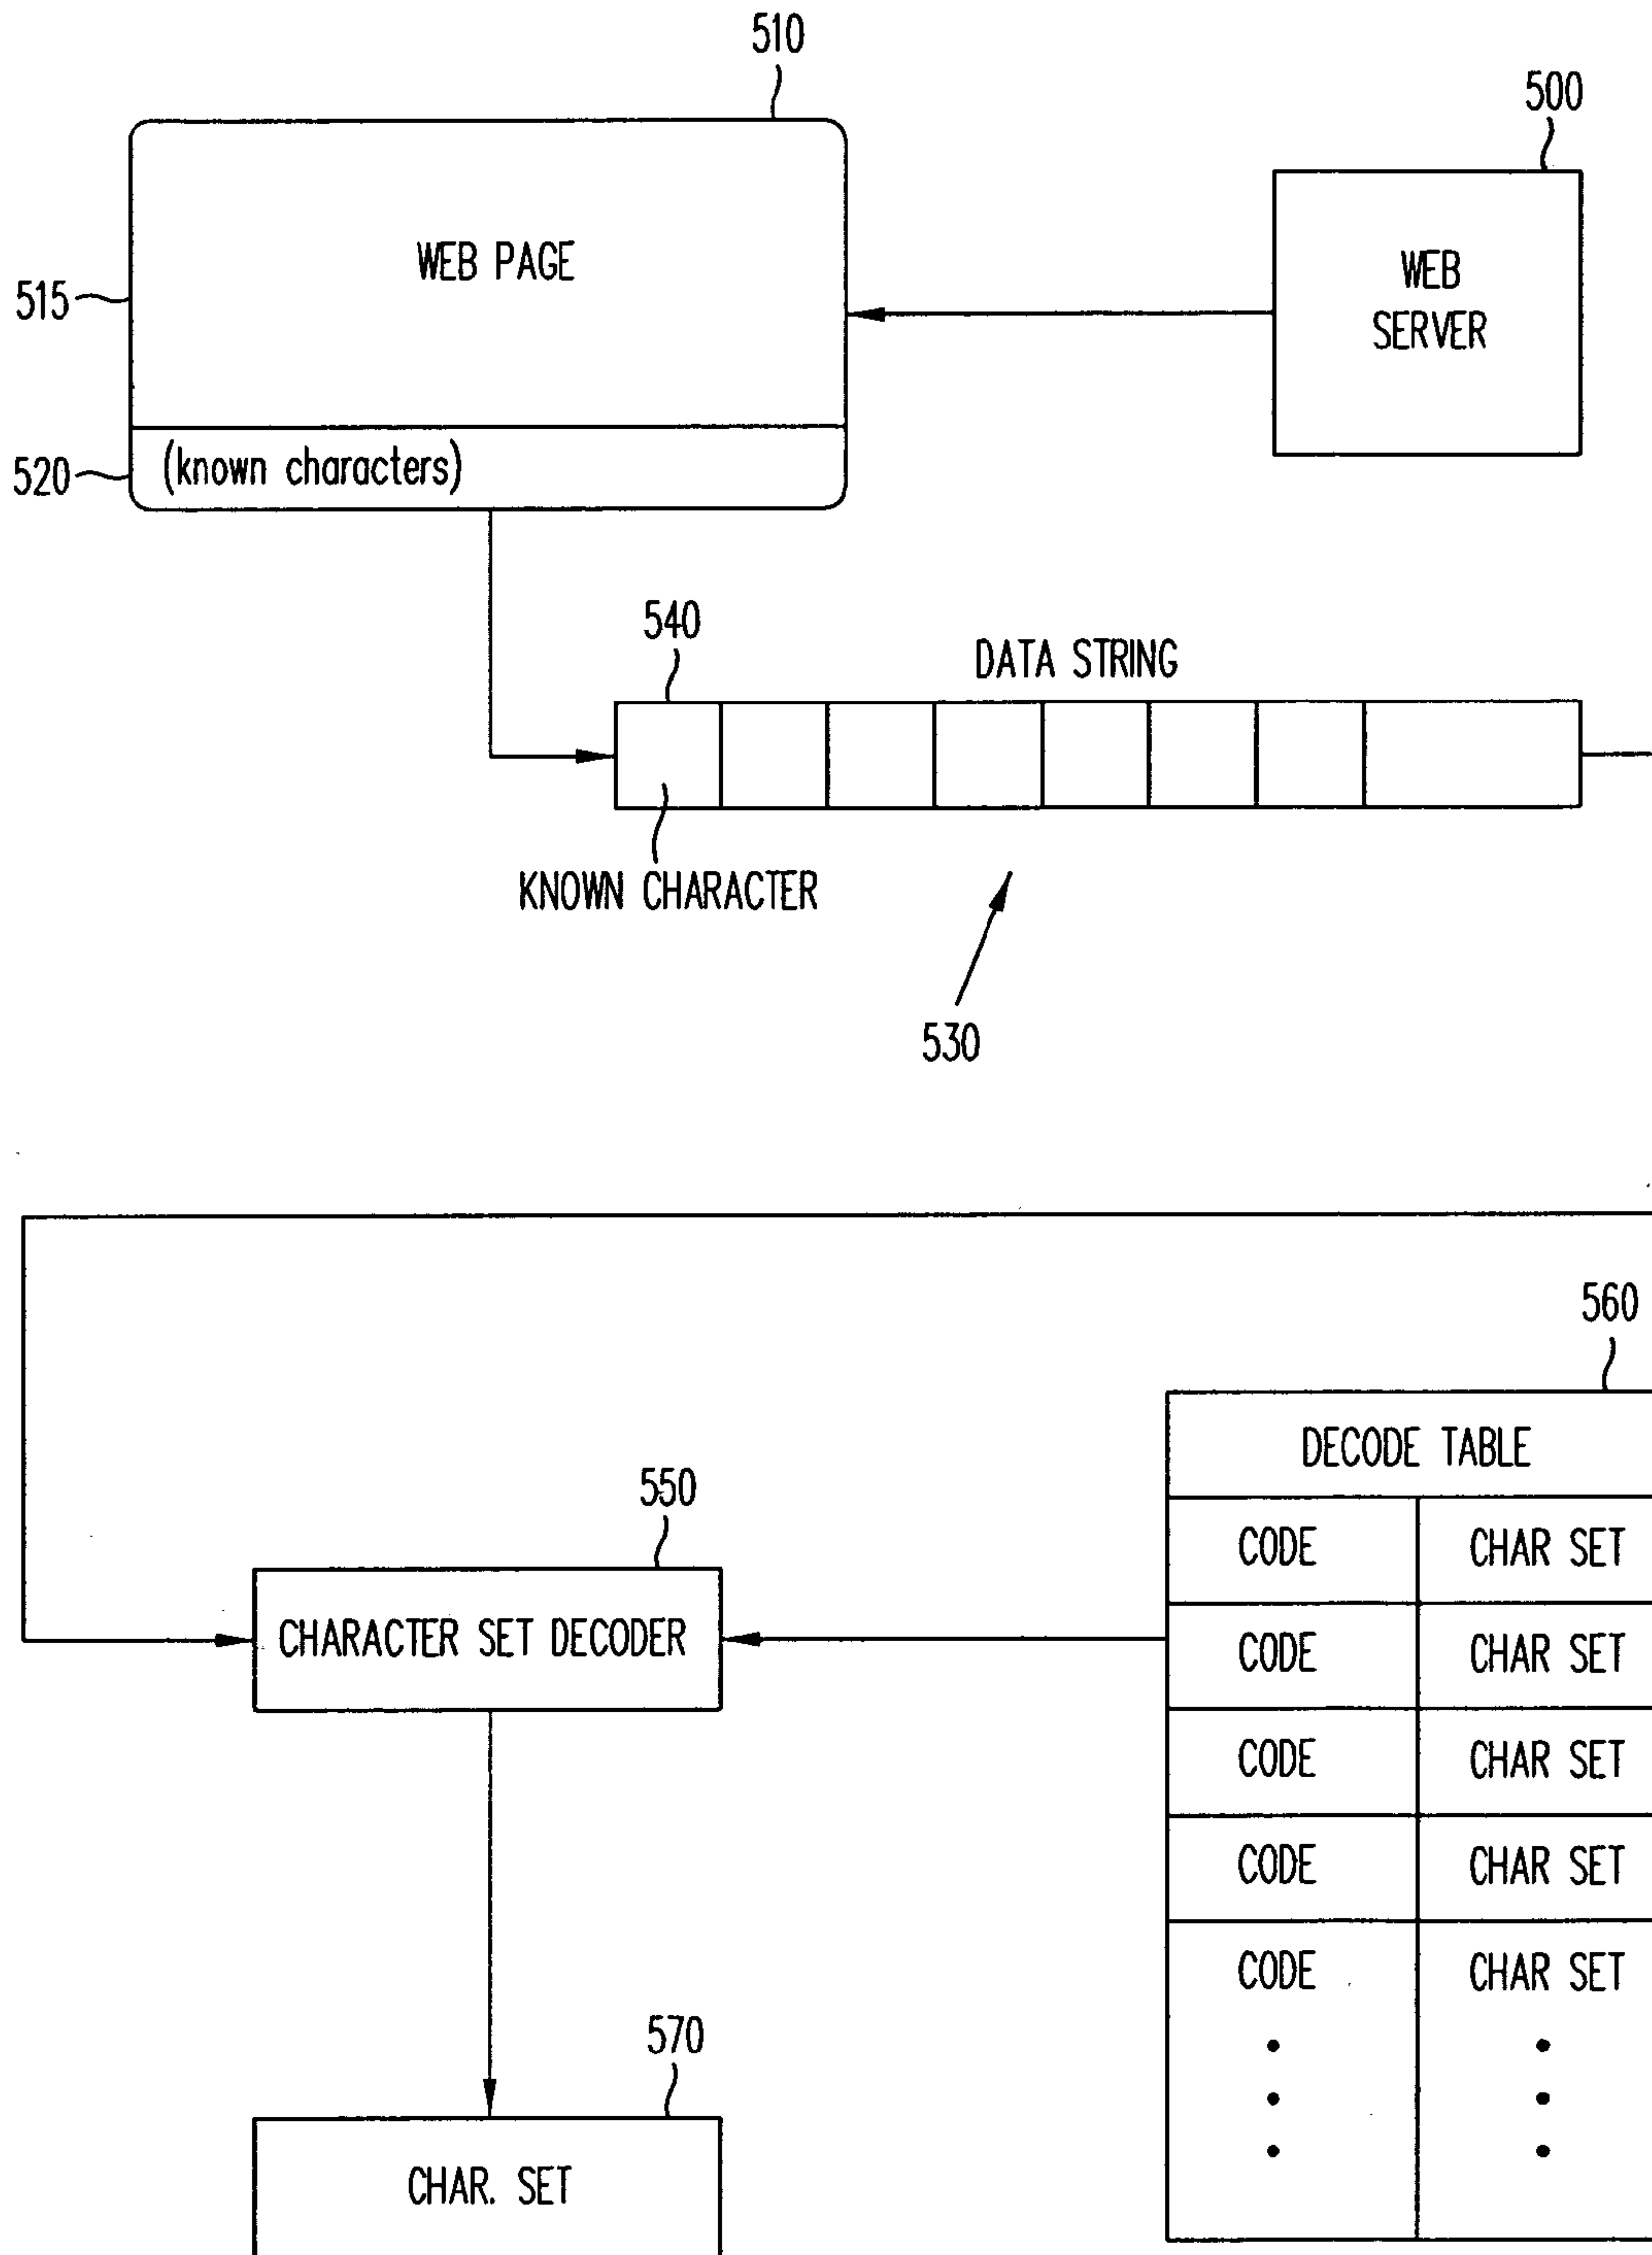 510
500
WEB PAGE
WEB
SERVER
515
520
(known characters)
540
DATA STRING
KNOWN CHARACTER
530
560
DECODE TABLE
550
CODE CHAR SET
CHARACTER SET DECODER
CODE CHAR SET
CODE CHAR SET
CODE CHAR SET
CODE CHAR SET
570
CHAR. SET